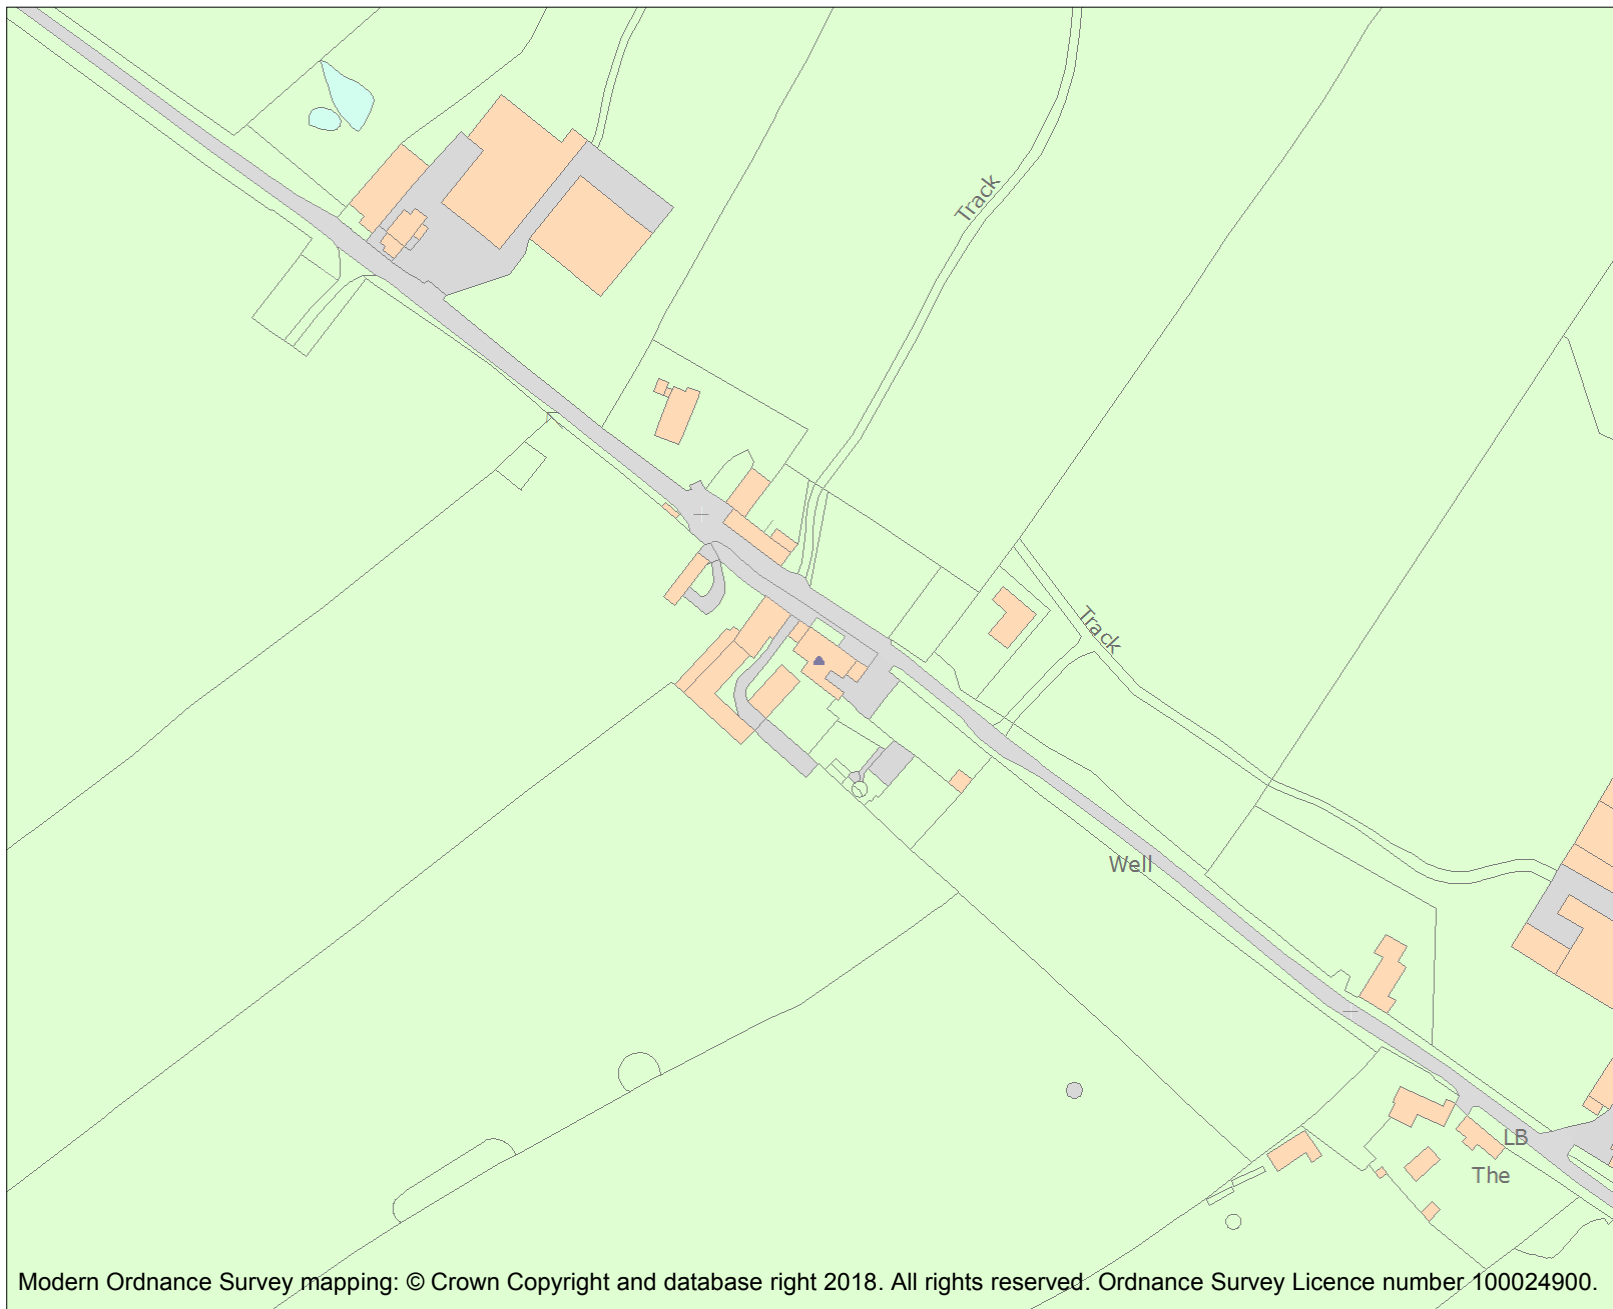 Track
Track
Well
LB
The
Modern Ordnance Survey mapping: © Crown Copyright and database right 2018. All rights reserved. Ordnance Survey Licence number 100024900.